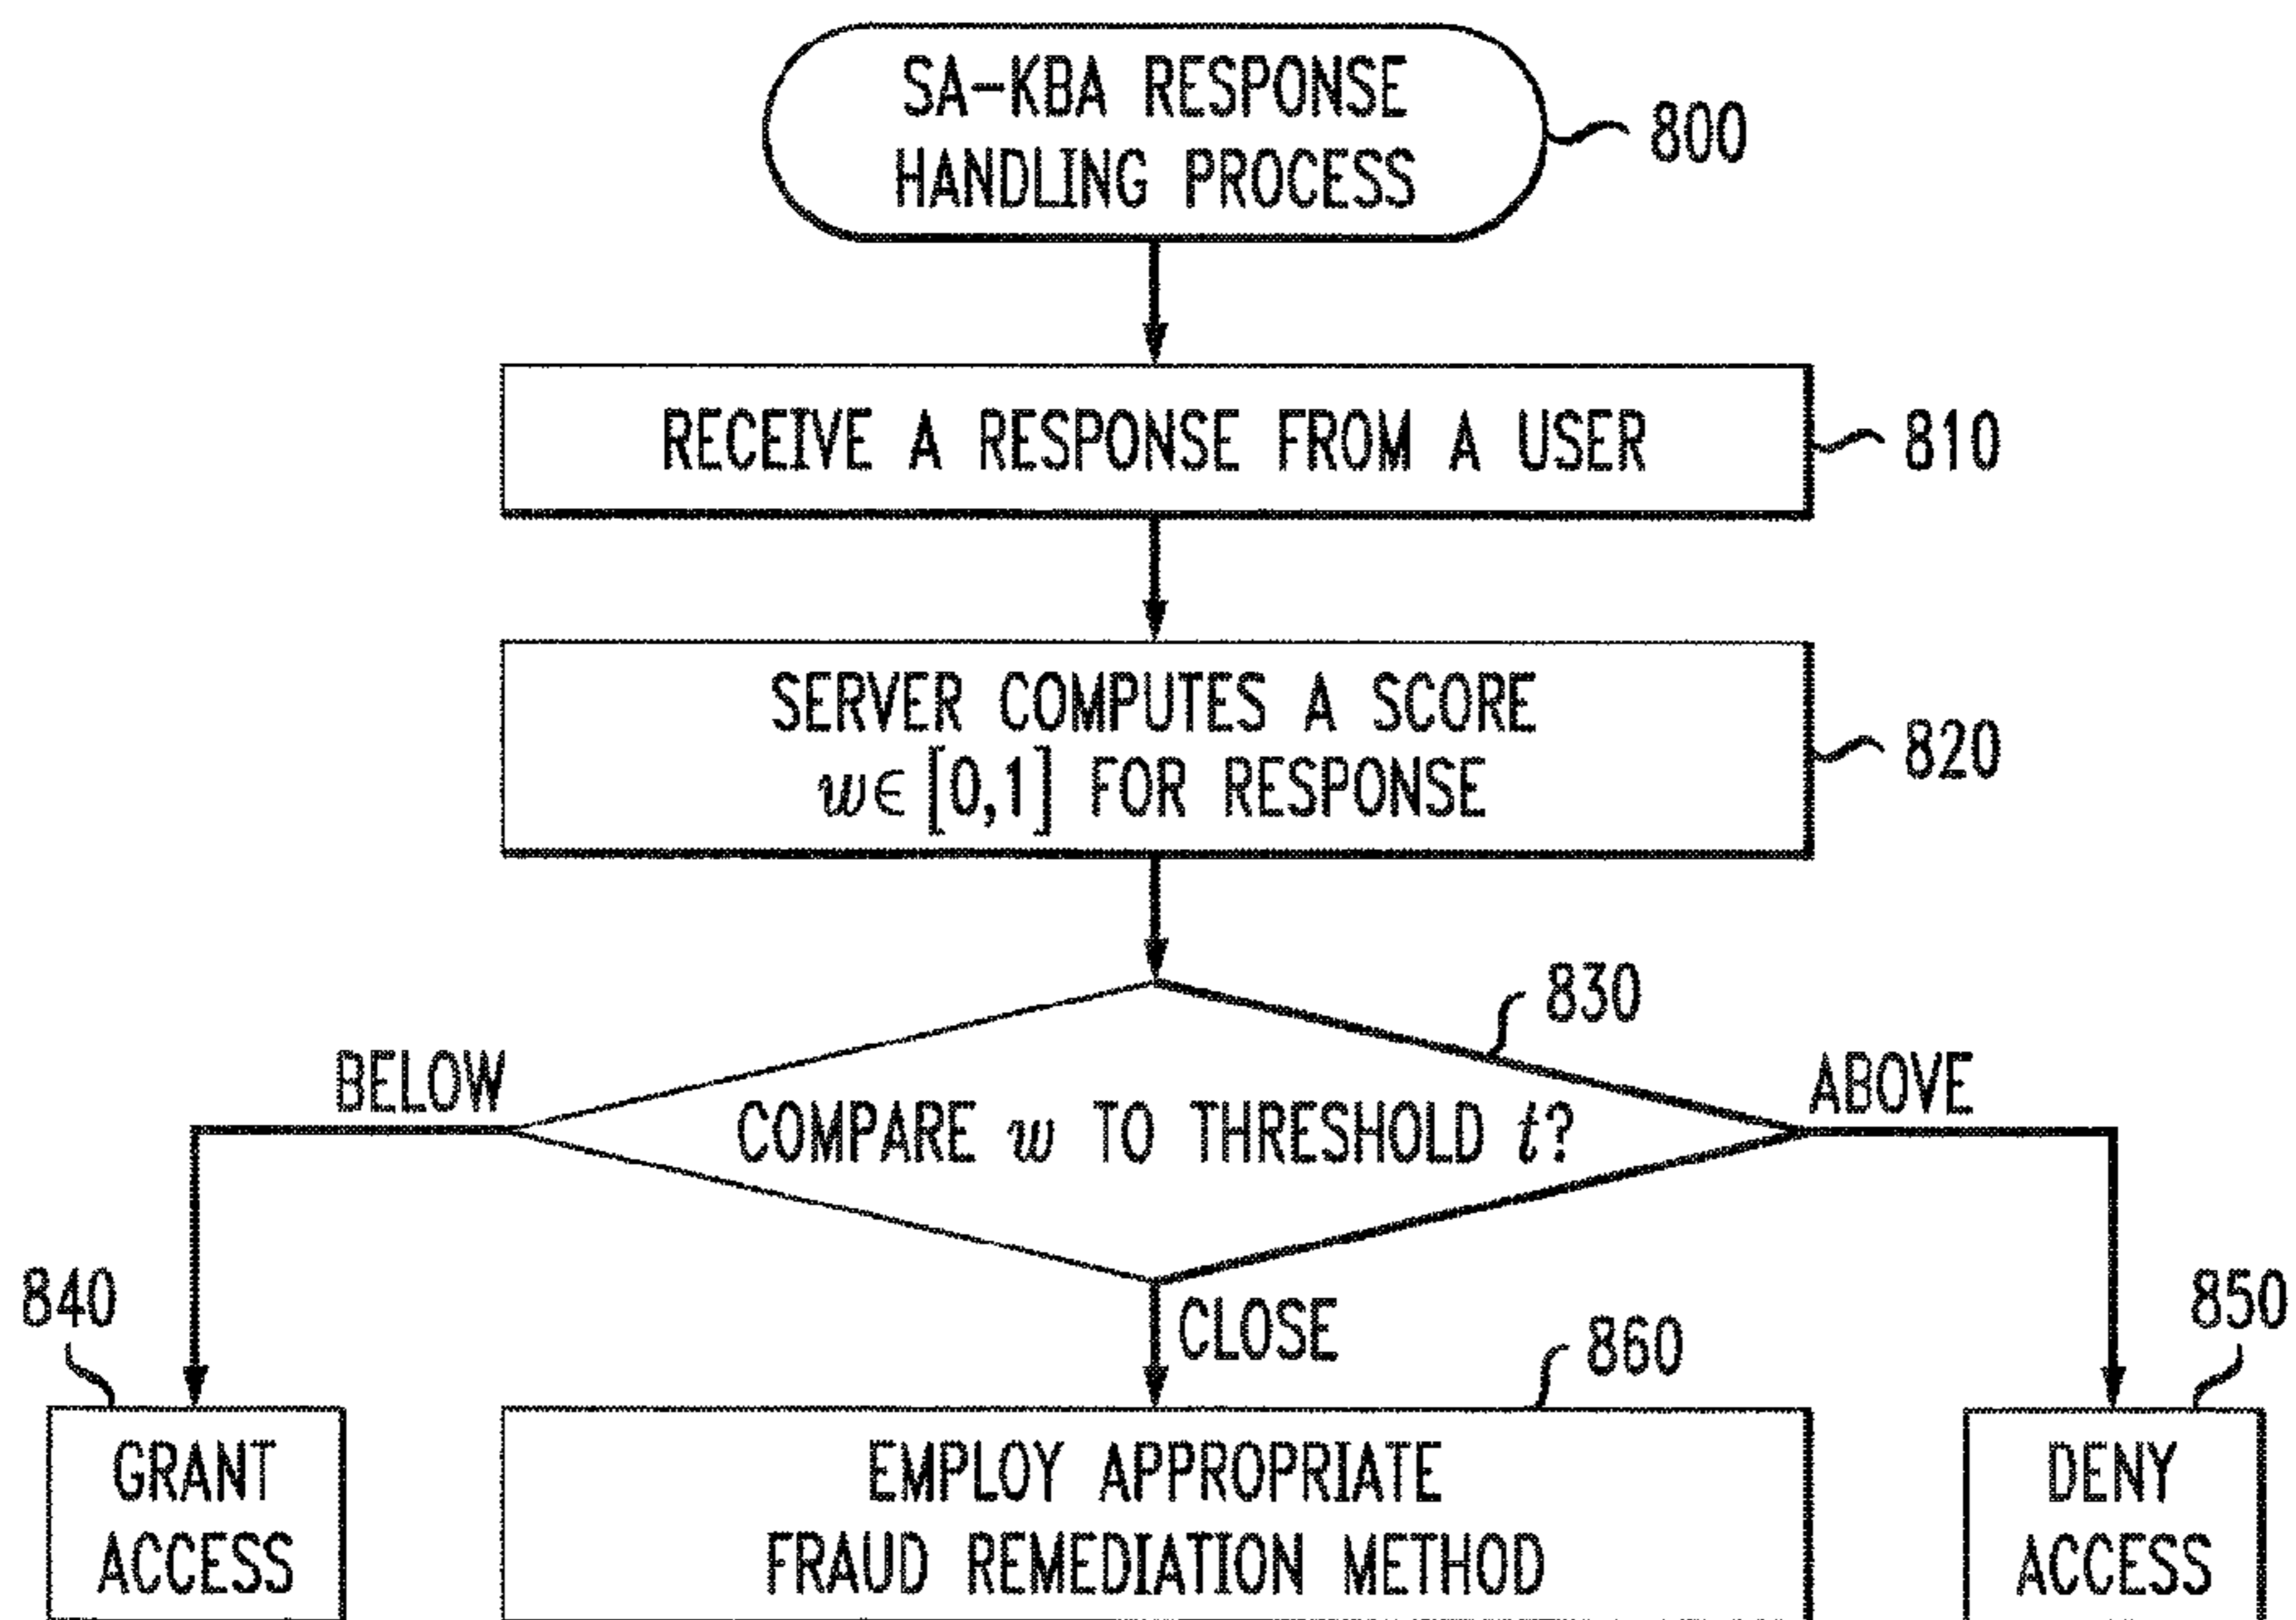 SA-KBA RESPONSE
HANDLING PROCESS
800
RECEIVE A RESPONSE FROM A USER
810
SERVER COMPUTES A SCORE
w∈[0,1] FOR RESPONSE
820
830
BELOW
COMPARE w TO THRESHOLD t?
ABOVE
840
CLOSE
860
850
GRANT
ACCESS
EMPLOY APPROPRIATE
FRAUD REMEDIATION METHOD
DENY
ACCESS